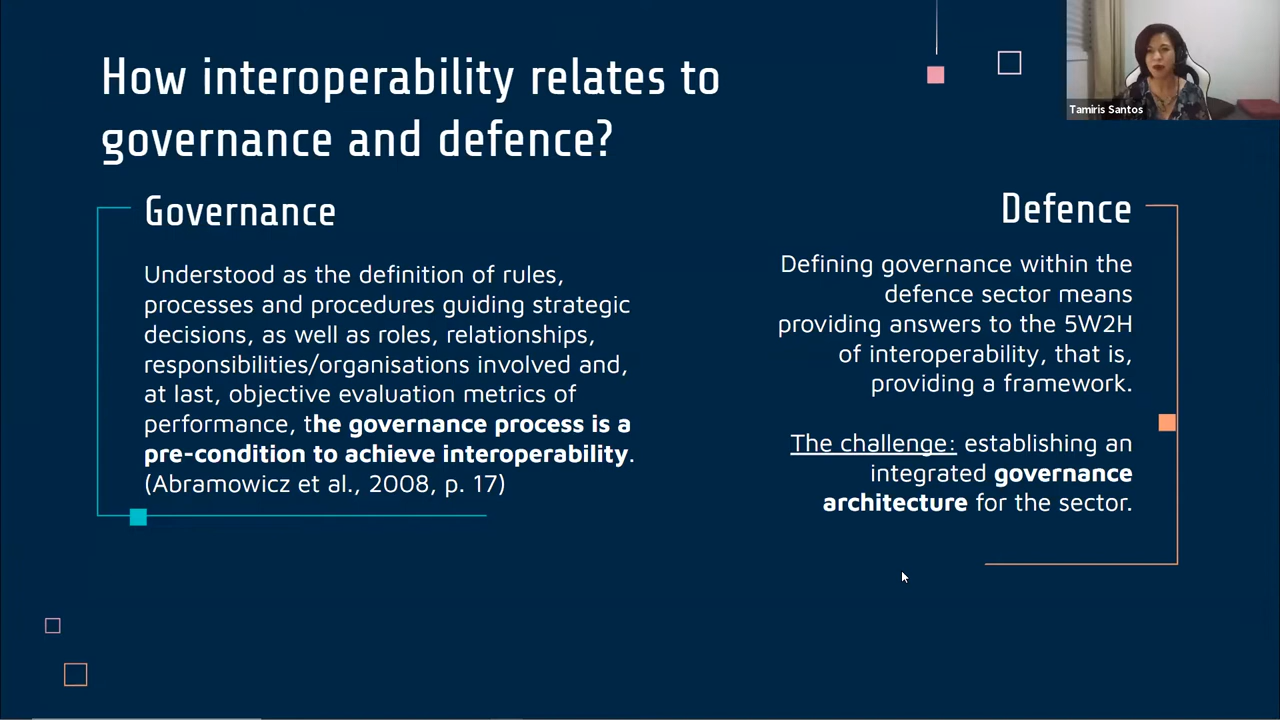 How interoperability relates to
governance and defence?
Tamiris Santos
Governance
Understood as the definition of rules,
processes and procedures guiding strategic
decisions, as well as roles, relationships,
responsibilities/organisations involved and,
at last, objective evaluation metrics of
performance, the governance process is a
pre-condition to achieve interoperability.
(Abramowicz et al., 2008, p. 17)
Defence
Defining governance within the
defence sector means
providing answers to the 5W2H
of interoperability, that is,
providing a framework.
The challenge: establishing an
integrated governance
architecture for the sector.